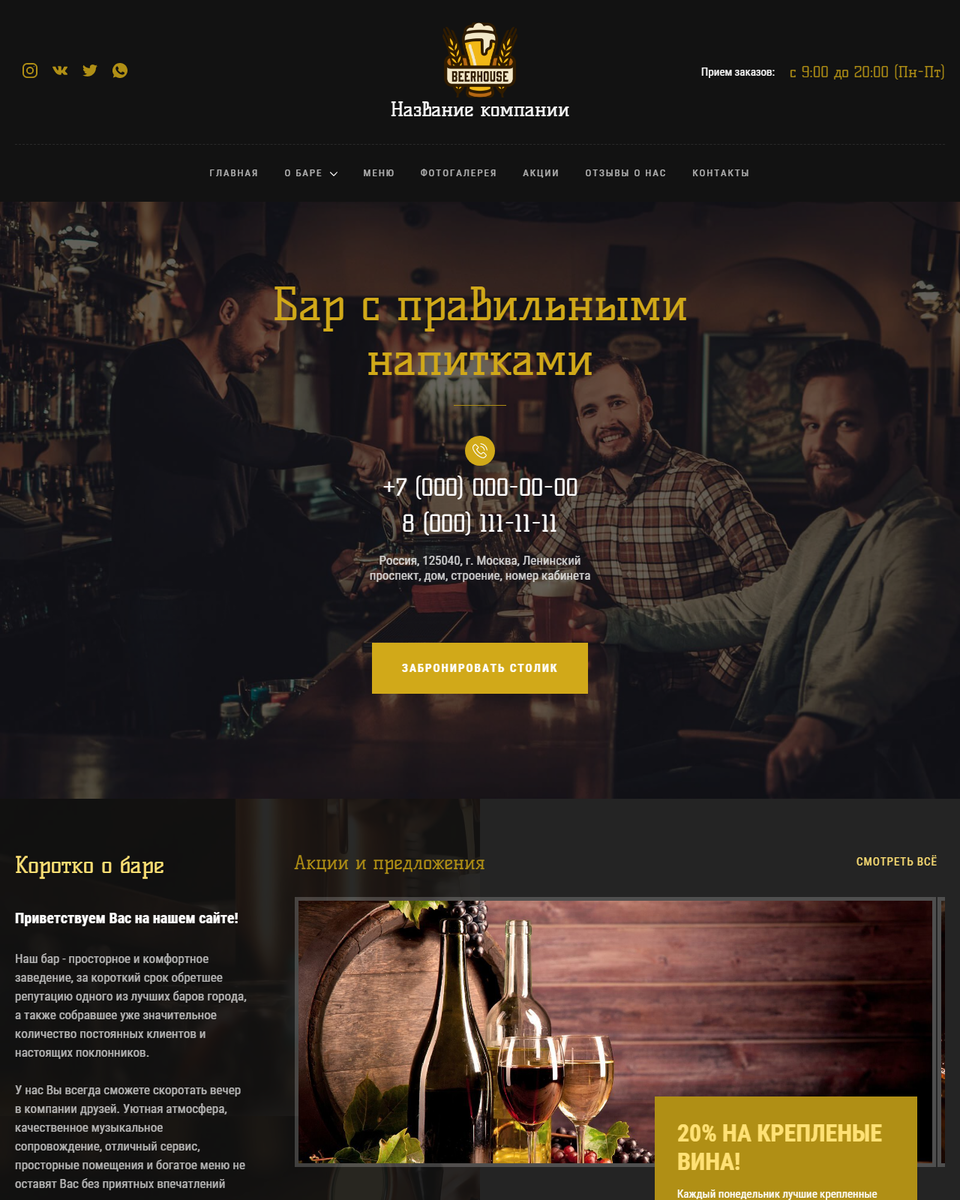 BEERHOUSE
Название компании
Прием заказов:
с 9:00 до 20:00 (Пн-Пт)
ГЛАВНАЯ
О БАРЕ
МЕНЮ
ФОТОГАЛЕРЕЯ
АКЦИИ
ОТЗЫВЫ О НАС
КОНТАКТЫ
Бар с правильными
напитками
+7 (000) 000-00-00
8 (000) 111-11-11
Россия, 125040, г. Москва, Ленинский
проспект, дом, строение, номер кабинета
ЗАБРОНИРОВАТЬ СТОЛИК
Коротко о баре
Приветствуем Вас на нашем сайте!
Наш бар - просторное и комфортное
заведение, за короткий срок обретшее
репутацию одного из лучших баров города,
а также собравшее уже значительное
количество постоянных клиентов и
настоящих поклонников.
У нас Вы всегда сможете скоротать вечер
в компании друзей. Уютная атмосфера,
качественное музыкальное
сопровождение, отличный сервис,
просторные помещения и богатое меню не
оставят Вас без приятных впечатлений
Акции и предложения
СМОТРЕТЬ ВСЁ
20% НА КРЕПЛЕНЫЕ
ВИНА!
Каждый понедельник лучшие крепленные